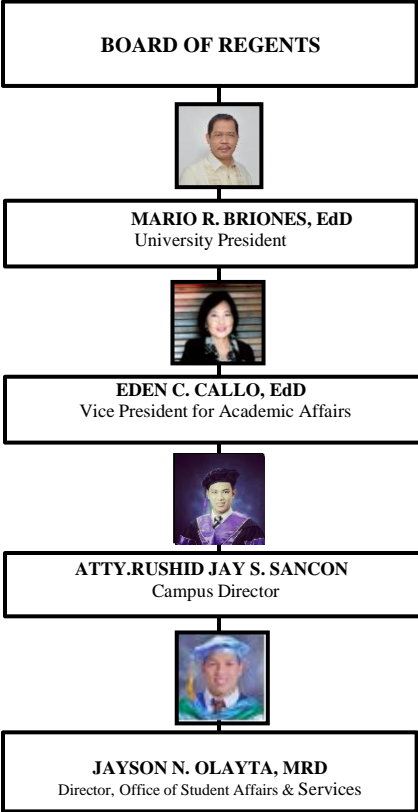 BOARD OF REGENTS
MARIO R. BRIONES, EdD
University President
EDEN C. CALLO, EdD
Vice President for Academic Affairs
ATTY.RUSHID JAY S. SANCON
Campus Director
JAYSON N. OLAYTA, MRD
Director, Office of Student Affairs & Services